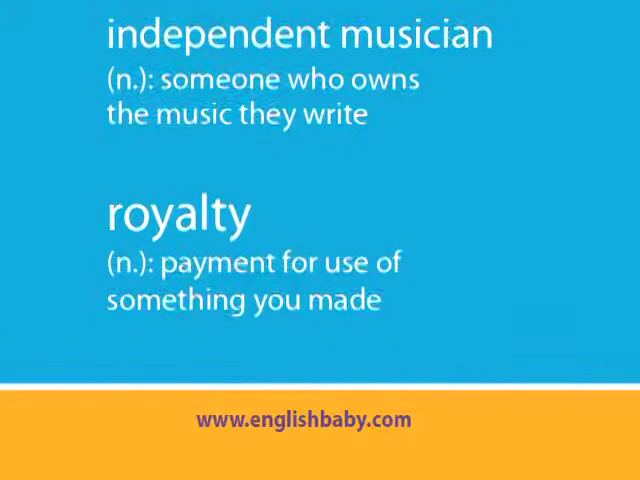 independent musician
(n.): someone who owns
the music they write
royalty
(n.): payment for use of
something you made
www.englishbaby.com